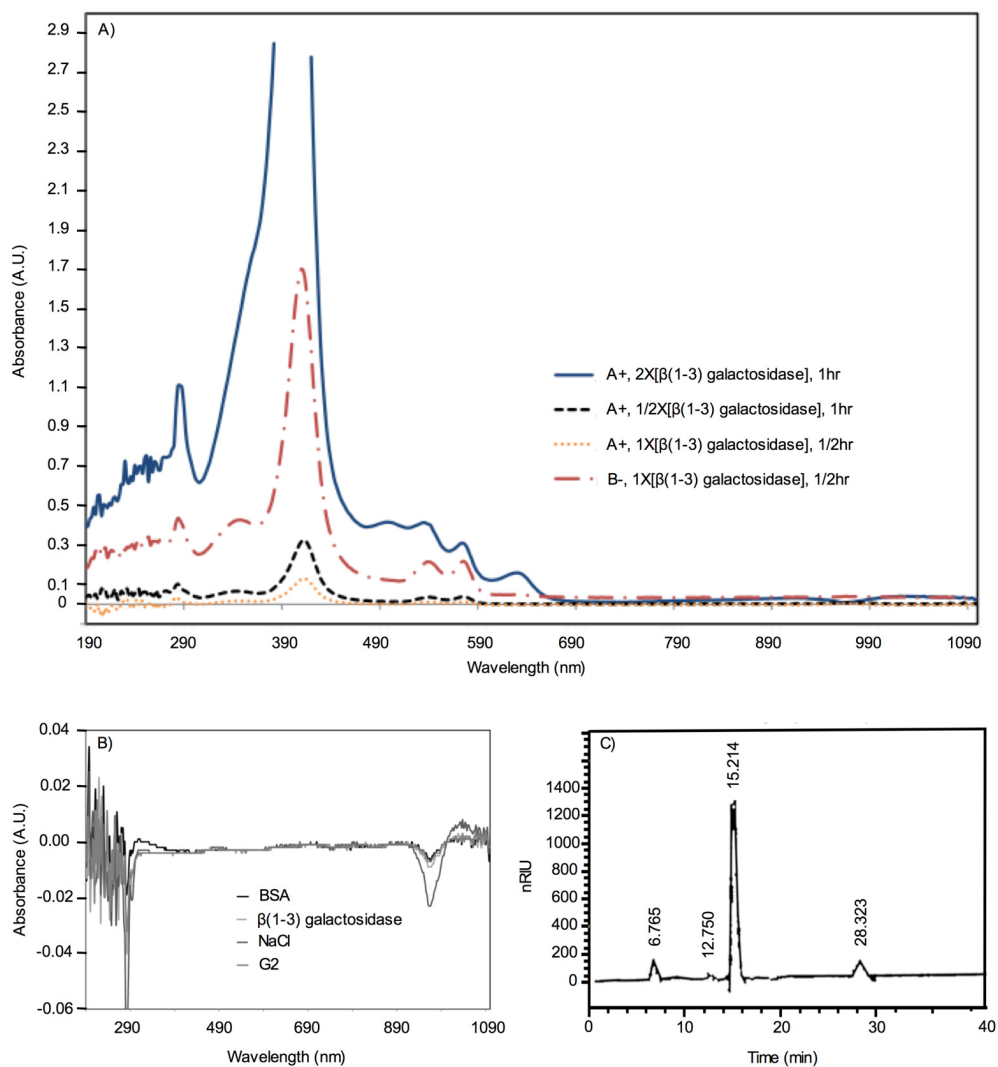 A)
2.9
2.7
2.5
2.3
2.1
1.9
1.7
1.5
1.3
1.1
0.9
0.7
0.5
0.3
0.1
0
Absorbance (A.U.)
A+, 2X[β(1-3) galactosidase], 1hr
A+, 1/2X[β(1-3) galactosidase], 1hr
A+, 1X[β(1-3) galactosidase], 1/2hr
B-, 1X[β(1-3) galactosidase], 1/2hr
190 290 390 490 590 690 790 890 990 1090
Wavelength (nm)
B)
0.04
0.02
0.00
-0.02
-0.04
-0.06
Absorbance (A.U.)
BSA
β(1-3) galactosidase
NaCl
G2
290 490 690 890 1090
Wavelength (nm)
C)
1400
1200
1000
800
600
400
200
0
nRIU
6.765
12.750
15.214
28.323
0 10 20 30 40
Time (min)